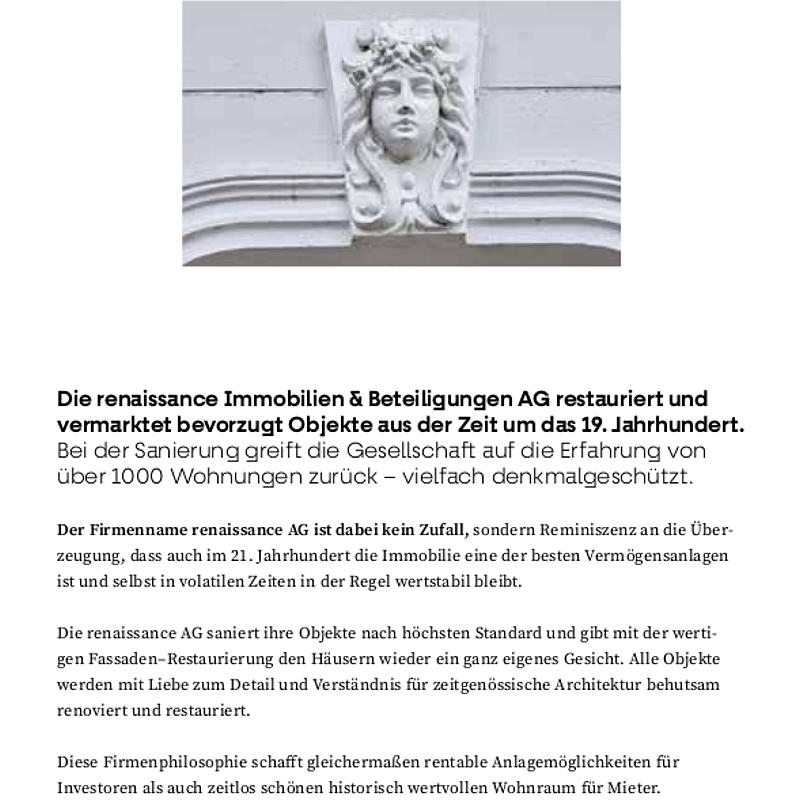 Die renaissance Immobilien & Beteiligungen AG restauriert und
vermarktet bevorzugt Objekte aus der Zeit um das 19. Jahrhundert.
Bei der Sanierung greift die Gesellschaft auf die Erfahrung von
über 1000 Wohnungen zurück – vielfach denkmalgeschützt.
Der Firmenname renaissance AG ist dabei kein Zufall, sondern Reminiszenz an die Über-
zeugung, dass auch im 21. Jahrhundert die Immobilie eine der besten Vermögensanlagen
ist und selbst in volatilen Zeiten in der Regel wertstabil bleibt.
Die renaissance AG saniert ihre Objekte nach höchsten Standard und gibt mit der werti-
gen Fassaden–Restaurierung den Häusern wieder ein ganz eigenes Gesicht. Alle Objekte
werden mit Liebe zum Detail und Verständnis für zeitgenössische Architektur behutsam
renoviert und restauriert.
Diese Firmenphilosophie schafft gleichermaßen rentable Anlagemöglichkeiten für
Investoren als auch zeitlos schönen historisch wertvollen Wohnraum für Mieter.